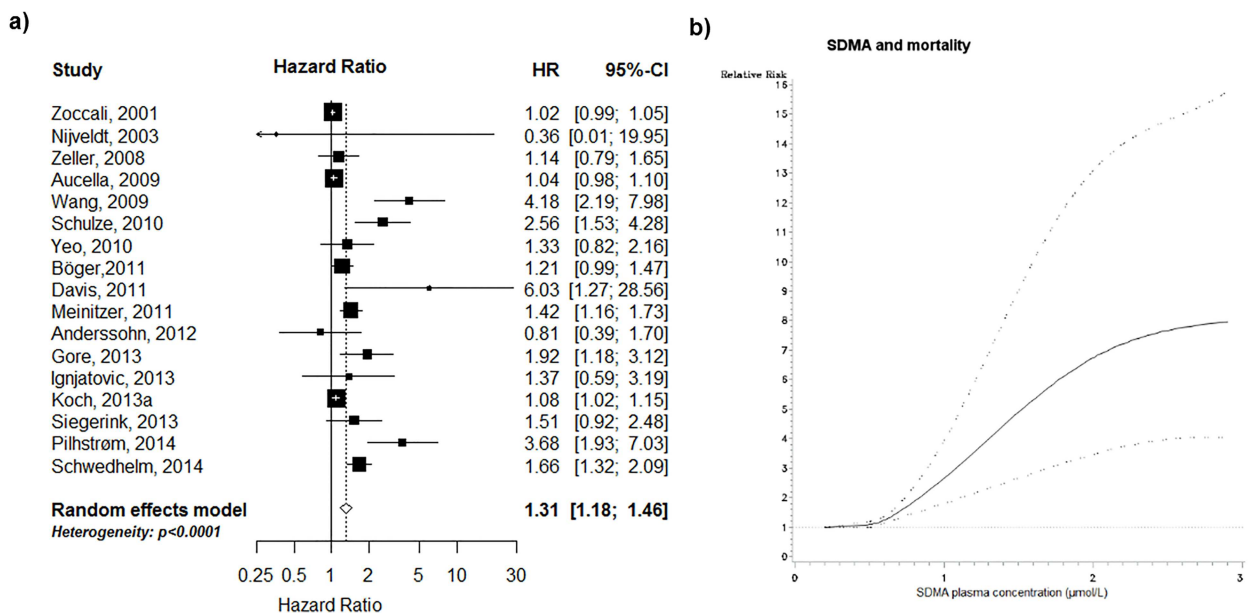 a)
Study Hazard Ratio HR 95%-CI
Zoccali, 2001 1.02 [0.99; 1.05]
Nijveldt, 2003 0.36 [0.01; 19.95]
Zeller, 2008 1.14 [0.79; 1.65]
Aucella, 2009 1.04 [0.98; 1.10]
Wang, 2009 4.18 [2.19; 7.98]
Schulze, 2010 2.56 [1.53; 4.28]
Yeo, 2010 1.33 [0.82; 2.16]
Böger,2011 1.21 [0.99; 1.47]
Davis, 2011 6.03 [1.27; 28.56]
Meinitzer, 2011 1.42 [1.16; 1.73]
Anderssohn, 2012 0.81 [0.39; 1.70]
Gore, 2013 1.92 [1.18; 3.12]
Ignjatovic, 2013 1.37 [0.59; 3.19]
Koch, 2013a 1.08 [1.02; 1.15]
Siegerink, 2013 1.51 [0.92; 2.48]
Pilhstrøm, 2014 3.68 [1.93; 7.03]
Schwedhelm, 2014 1.66 [1.32; 2.09]
Random effects model 1.31 [1.18; 1.46]
Heterogeneity: p<0.0001
0.25 0.5 1 2 5 10 30
Hazard Ratio
b)
SDMA and mortality
Relative Risk
16
15
14
13
12
11
10
9
8
7
6
5
4
3
2
1
0
0 1 2 3
SDMA plasma concentration (µmol/L)